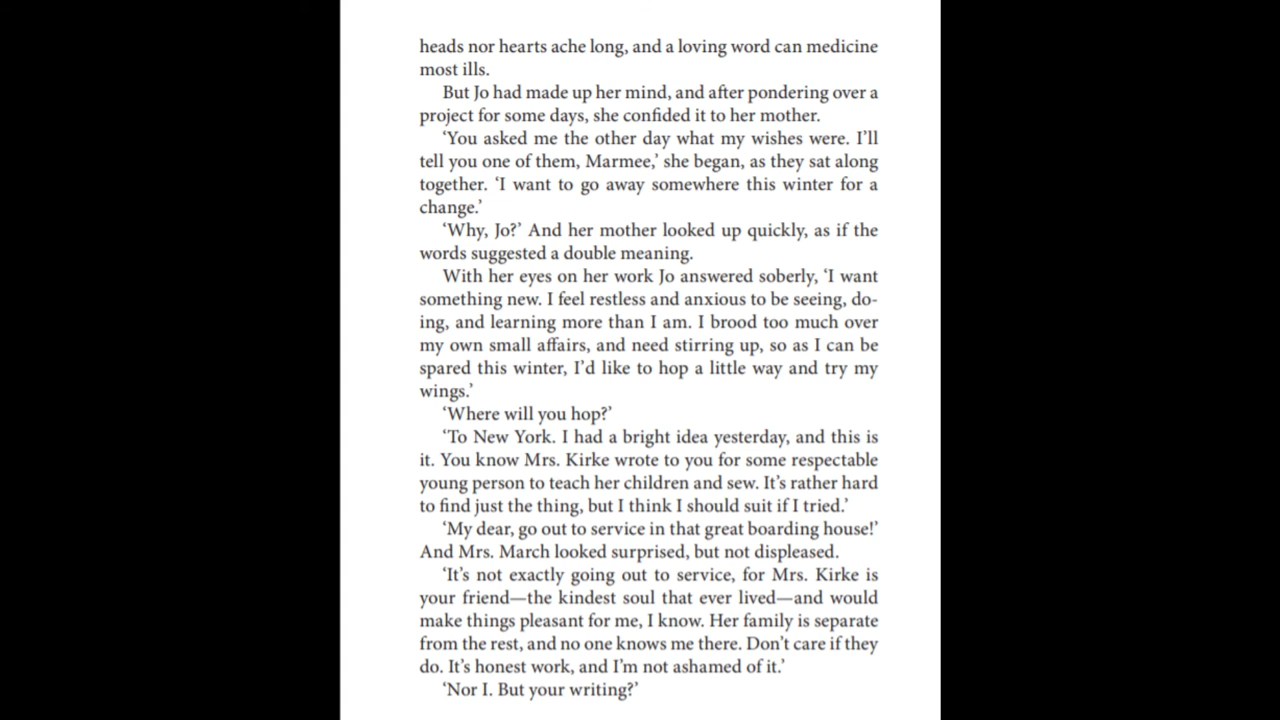 heads nor hearts ache long, and a loving word can medicine
most ills.
But Jo had made up her mind, and after pondering over a
project for some days, she confided it to her mother.
‘You asked me the other day what my wishes were. I’ll
tell you one of them, Marmee,’ she began, as they sat along
together. ‘I want to go away somewhere this winter for a
change.’
‘Why, Jo?’ And her mother looked up quickly, as if the
words suggested a double meaning.
With her eyes on her work Jo answered soberly, ‘I want
something new. I feel restless and anxious to be seeing, do-
ing, and learning more than I am. I brood too much over
my own small affairs, and need stirring up, so as I can be
spared this winter, I’d like to hop a little way and try my
wings.’
‘Where will you hop?’
‘To New York. I had a bright idea yesterday, and this is
it. You know Mrs. Kirke wrote to you for some respectable
young person to teach her children and sew. It’s rather hard
to find just the thing, but I think I should suit if I tried.’
‘My dear, go out to service in that great boarding house!’
And Mrs. March looked surprised, but not displeased.
‘It’s not exactly going out to service, for Mrs. Kirke is
your friend—the kindest soul that ever lived—and would
make things pleasant for me, I know. Her family is separate
from the rest, and no one knows me there. Don’t care if they
do. It’s honest work, and I’m not ashamed of it.’
‘Nor I. But your writing?’